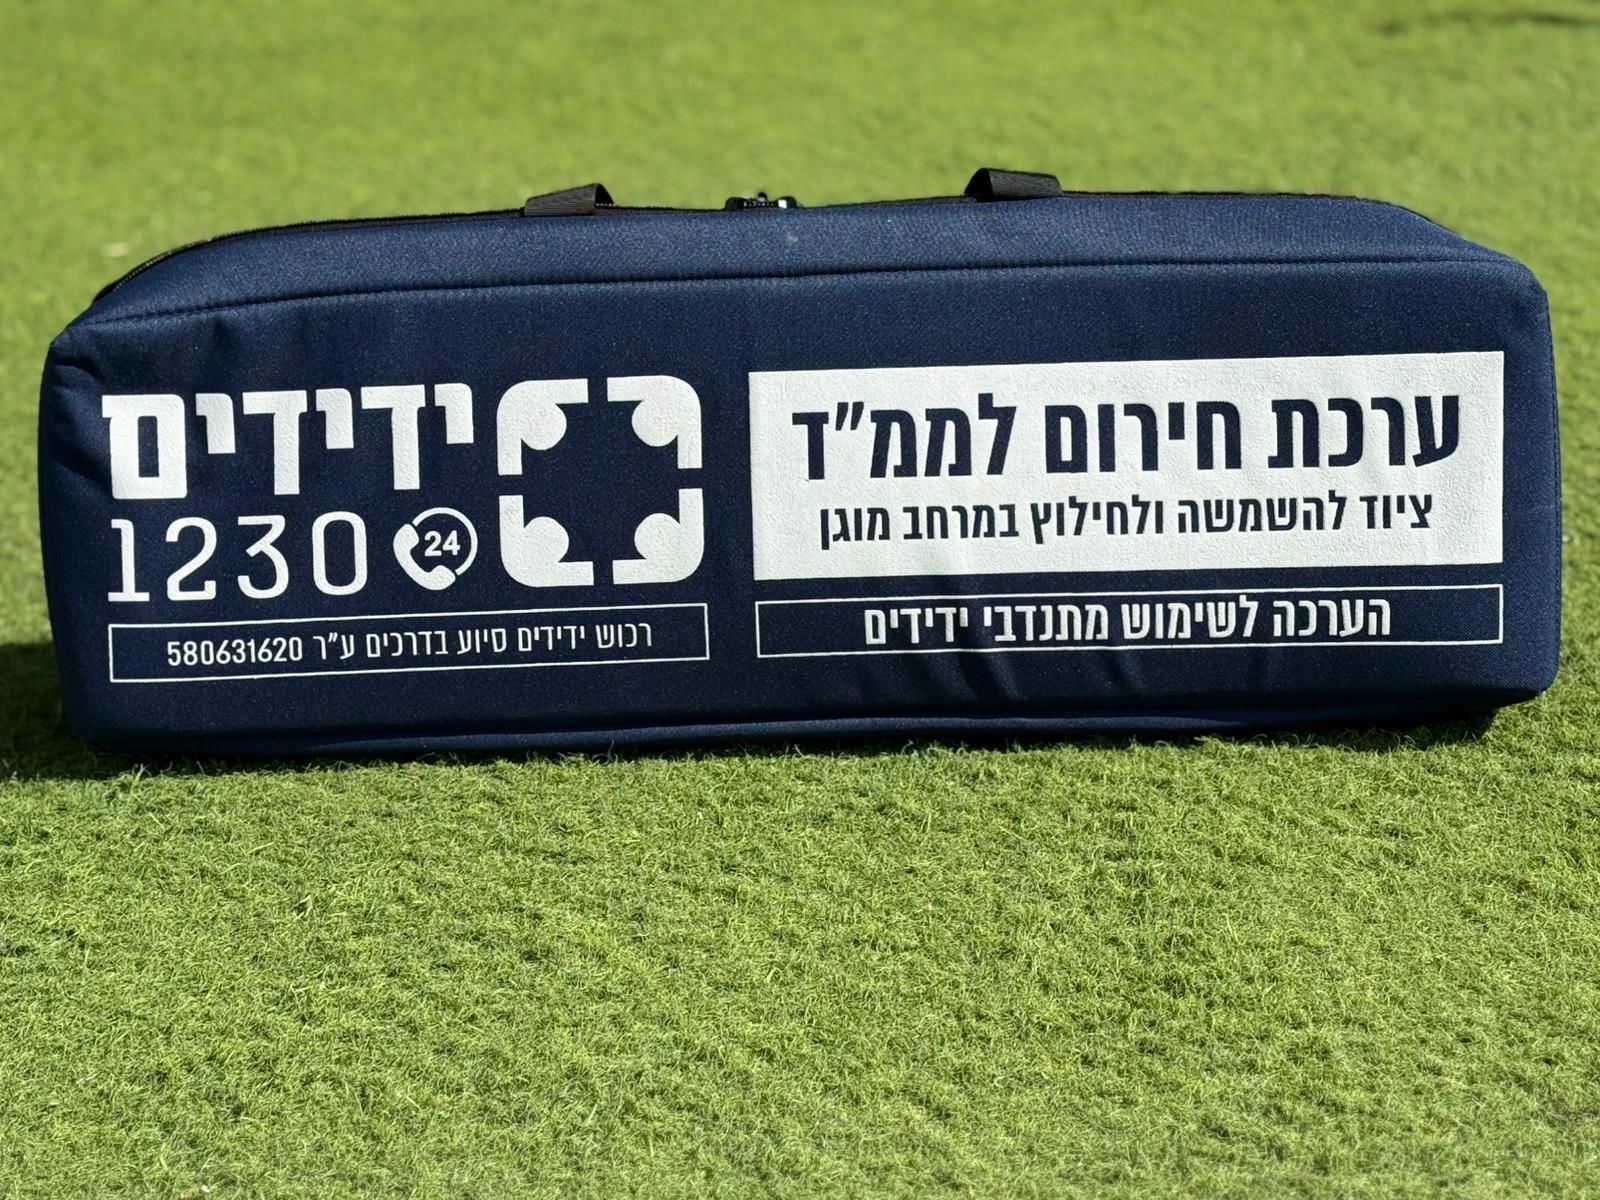 ערכת חירום לממ"ד
ציוד להשמשה ולחילוץ במרחב מוגן
הערכה לשימוש מתנדבי ידידים
ידידים
1230
24
רכוש ידידים סיוע בדרכים ע"ר 580631620